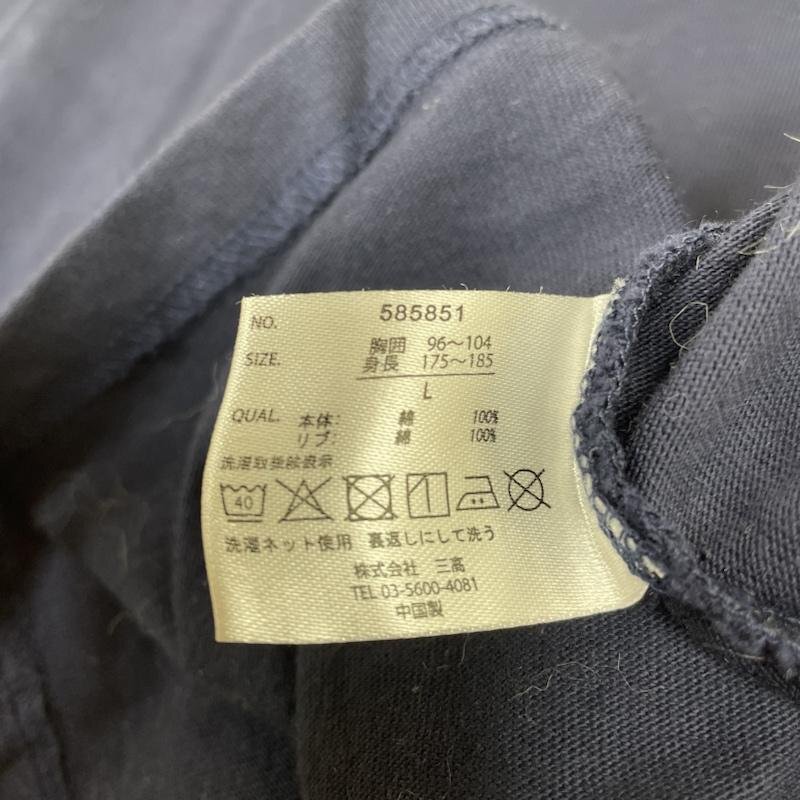 NO. 585851
SIZE. 胸囲 96~104
身長 175~185
L
QUAL. 本体: 綿 100%
リブ: 綿 100%
洗濯取扱絵表示
40
洗濯ネット使用 裏返しにして洗う
株式会社 三高
TEL 03-5600-4081
中国製